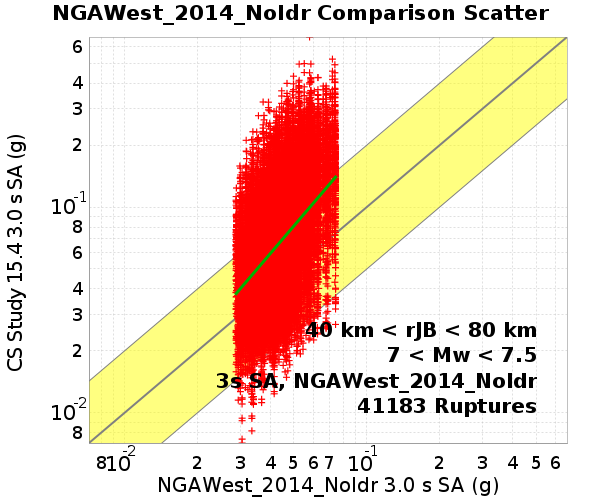 NGAWest_2014_NoIdr Comparison Scatter
CS Study 15.4 3.0 s SA (g)
6
4
3
2
10-1
8
6
4
3
2
10-2
8
40 km < rJB < 80 km
7 < Mw < 7.5
3s SA, NGAWest_2014_NoIdr
41183 Ruptures
8 10-2 2 3 4 5 6 7 10-1 2 3 4 5 6
NGAWest_2014_NoIdr 3.0 s SA (g)